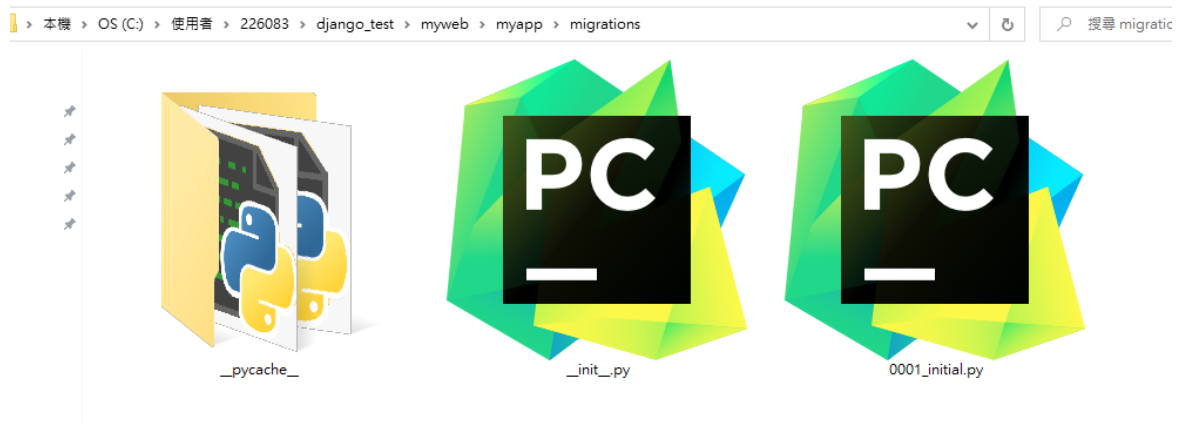 本機 › OS (C:) › 使用者 › 226083 › django_test › myweb › myapp › migrations
搜尋 migratic
PC
PC
__pycache__
__init__.py
0001_initial.py